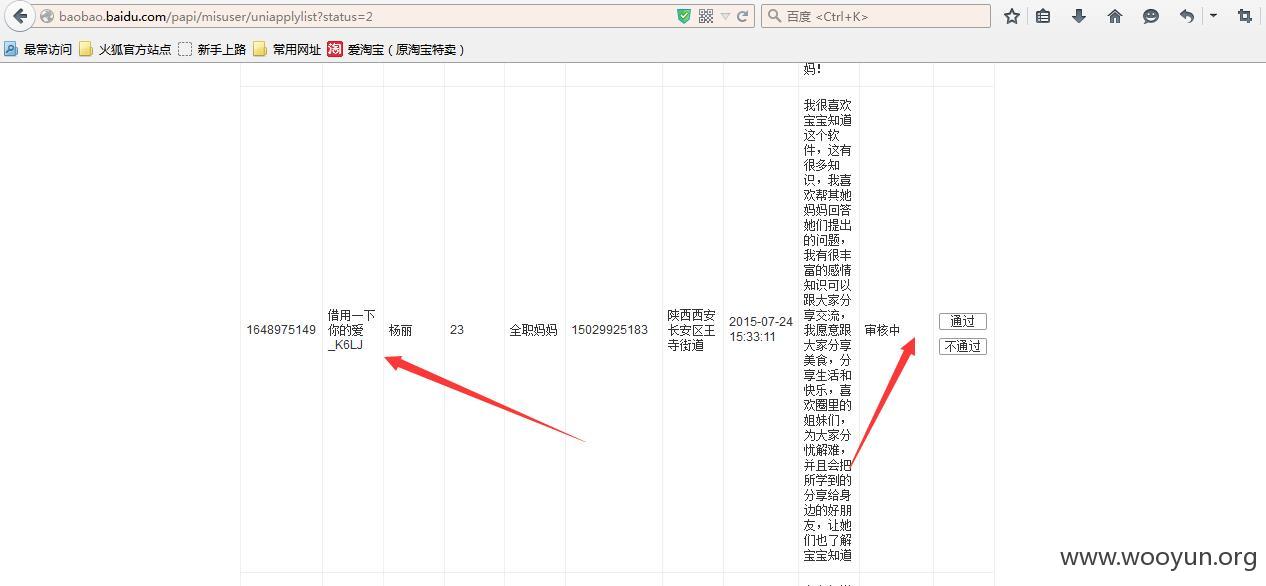 baobao.baidu.com/papi/misuser/uniapplylist?status=2
百度 <Ctrl+K>
最常访问
火狐官方站点
新手上路
常用网址
淘
爱淘宝（原淘宝特卖）
妈！
1648975149
借用一下
你的爱
_K6LJ
杨丽
23
全职妈妈
15029925183
陕西西安
长安区王
寺街道
2015-07-24
15:33:11
我很喜欢
宝宝知道
这个软
件，这有
很多知
识，我喜
欢帮其她
妈妈回答
她们提出
的问题，
我有很丰
富的感情
知识可以
跟大家分
享交流，
我愿意跟
大家分享
美食，分
享生活和
快乐，喜
欢圈里的
姐妹们，
为大家分
忧解难，
并且会把
所学到的
分享给身
边的好朋
友，让她
们也了解
宝宝知道
审核中
通过
不通过
www.wooyun.org